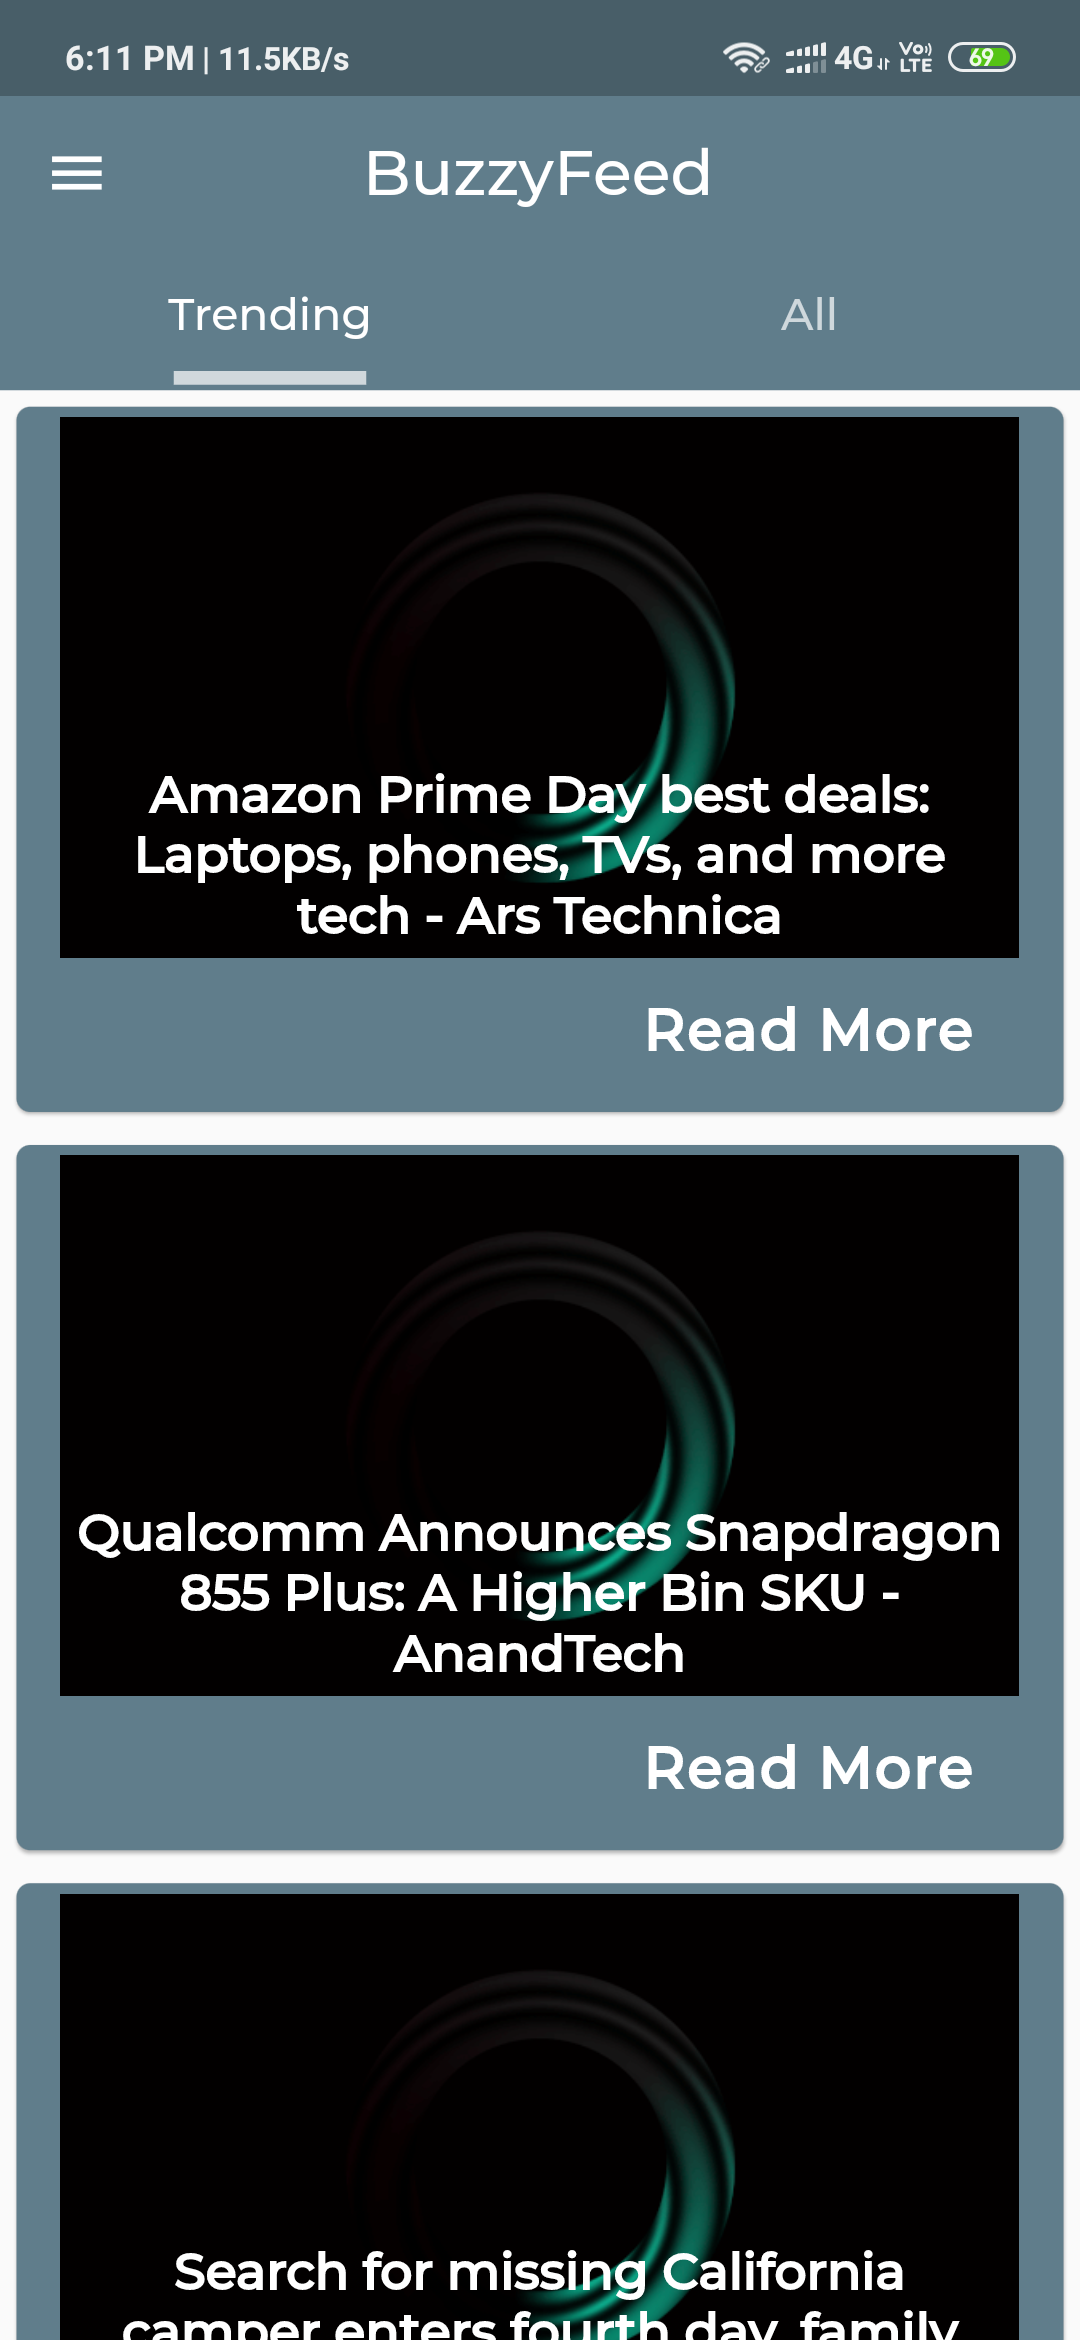 6:11 PM | 11.5KB/s 4G Vo)) LTE 69
BuzzyFeed
Trending All
Amazon Prime Day best deals:
Laptops, phones, TVs, and more
tech - Ars Technica
Read More
Qualcomm Announces Snapdragon
855 Plus: A Higher Bin SKU -
AnandTech
Read More
Search for missing California
camper enters fourth day, family